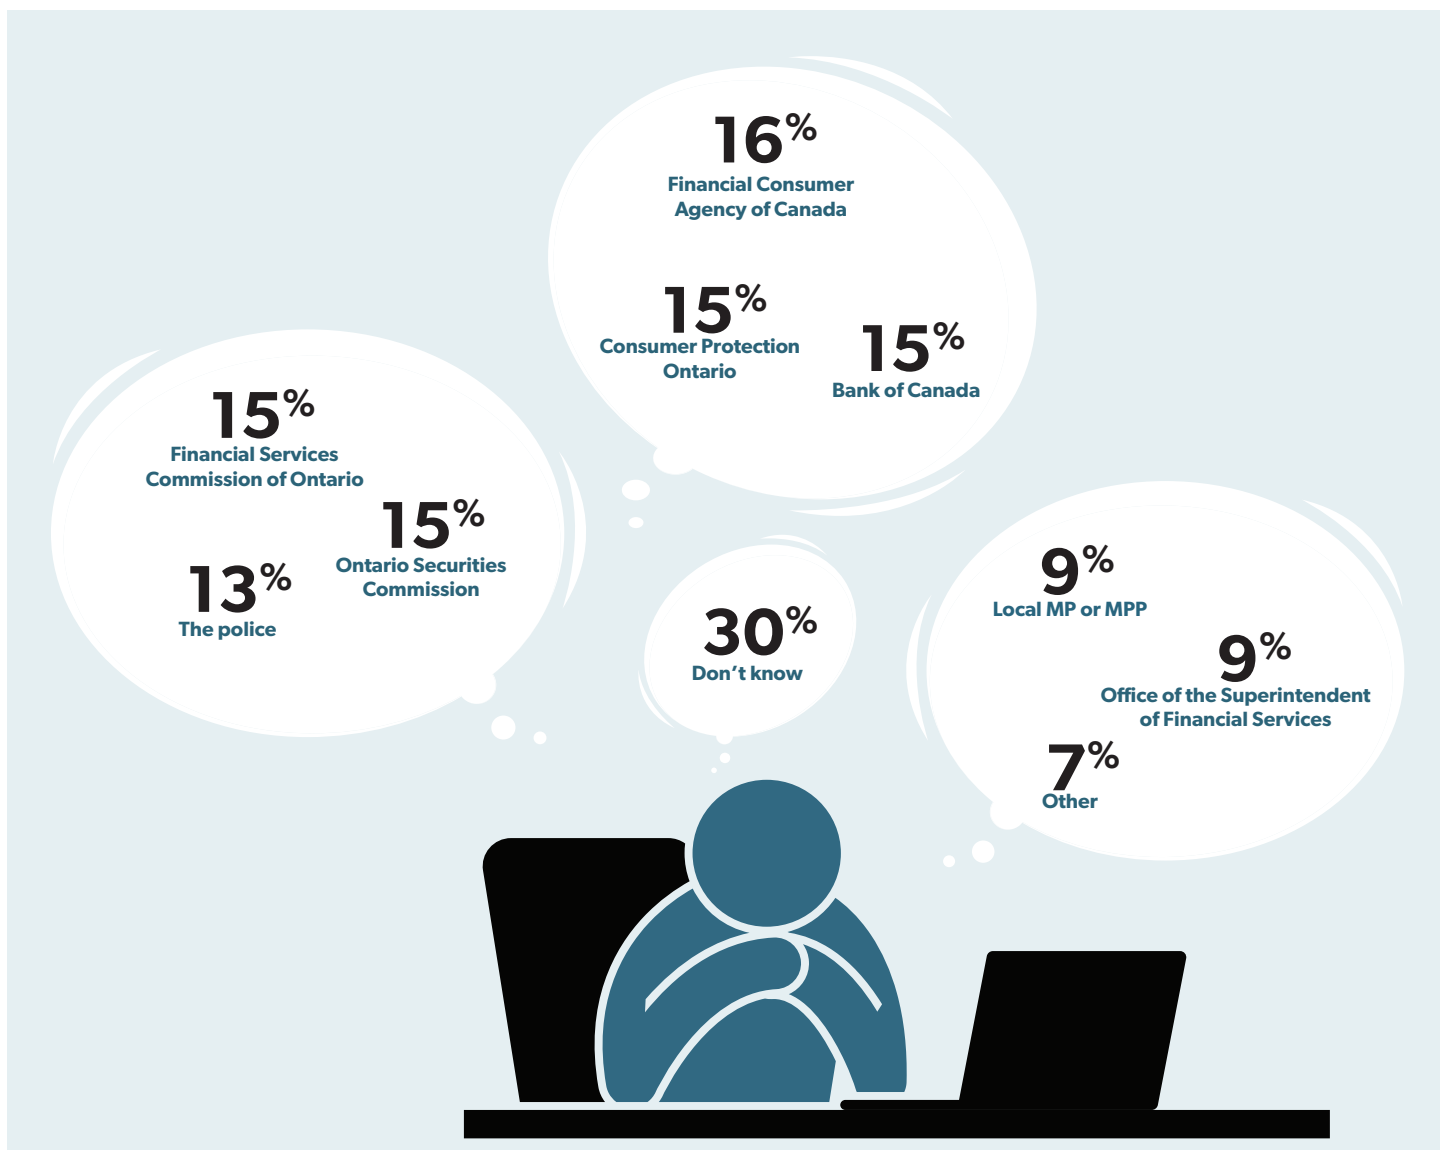 16%
Financial Consumer
Agency of Canada
15%
Consumer Protection
Ontario
15%
Bank of Canada
15%
Financial Services
Commission of Ontario
15%
Ontario Securities
Commission
13%
The police
30%
Don’t know
9%
Local MP or MPP
9%
Office of the Superintendent
of Financial Services
7%
Other